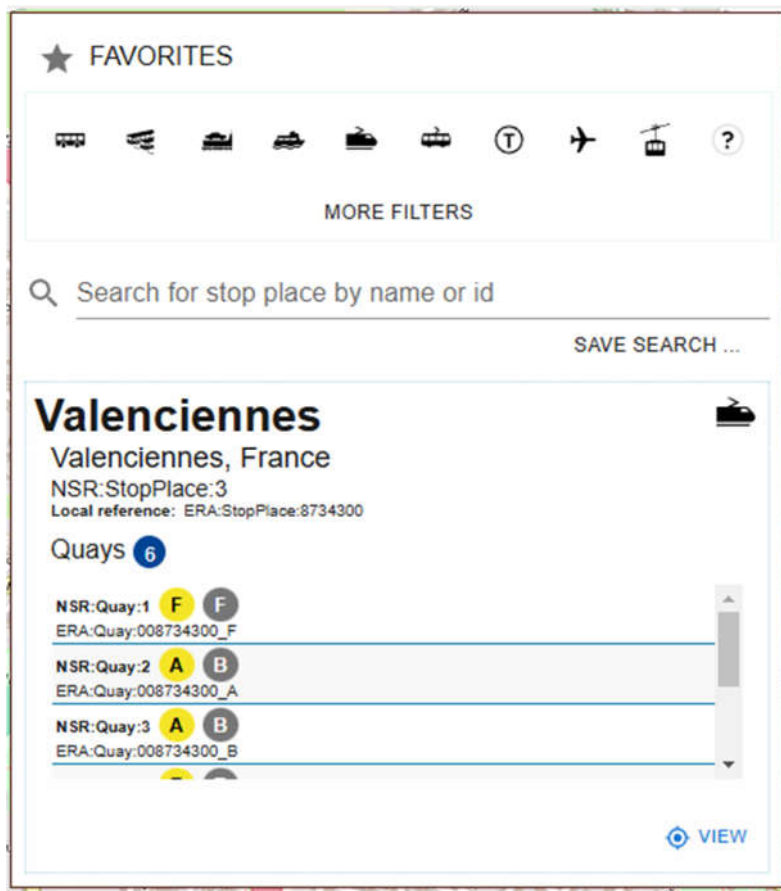 FAVORITES
T ?
MORE FILTERS
Search for stop place by name or id
SAVE SEARCH ...
Valenciennes
Valenciennes, France
NSR:StopPlace:3
Local reference: ERA:StopPlace:8734300
Quays 6
NSR:Quay:1 F F
ERA:Quay:008734300_F
NSR:Quay:2 A B
ERA:Quay:008734300_A
NSR:Quay:3 A B
ERA:Quay:008734300_B
VIEW